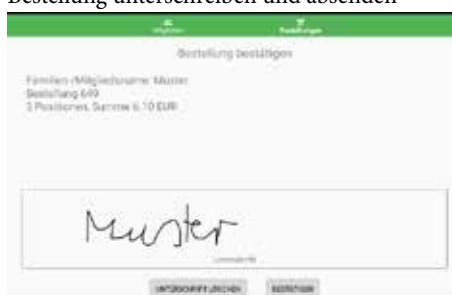 Bestellung unterschreiben und absenden
Mitglieder
Bestellungen
Bestellung bestätigen
Familien-/Mitgliedsname: Muster
Bestellung 649
3 Positionen, Summe 6.10 EUR
Muster
Unterschrift
UNTERSCHRIFT LÖSCHEN
BESTÄTIGEN